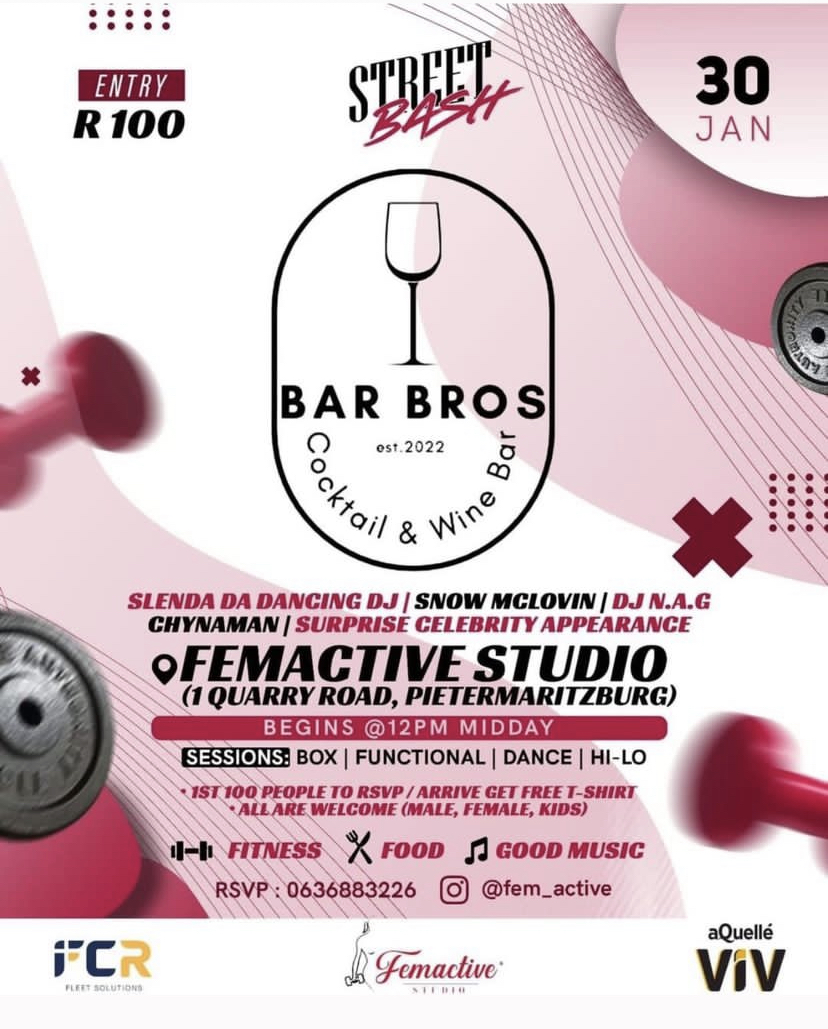 ENTRY
R 100
STREET
BASH
30
JAN
BAR BROS
est.2022
Cocktail & Wine Bar
SLENDA DA DANCING DJ | SNOW MCLOVIN | DJ N.A.G
CHYNAMAN | SURPRISE CELEBRITY APPEARANCE
FEMACTIVE STUDIO
(1 QUARRY ROAD, PIETERMARITZBURG)
BEGINS @12PM MIDDAY
SESSIONS: BOX | FUNCTIONAL | DANCE | HI-LO
• 1ST 100 PEOPLE TO RSVP / ARRIVE GET FREE T-SHIRT
• ALL ARE WELCOME (MALE, FEMALE, KIDS)
FITNESS FOOD GOOD MUSIC
RSVP : 0636883226 @fem_active
FCR
FLEET SOLUTIONS
Femactive
STUDIO
aQuellé
ViV